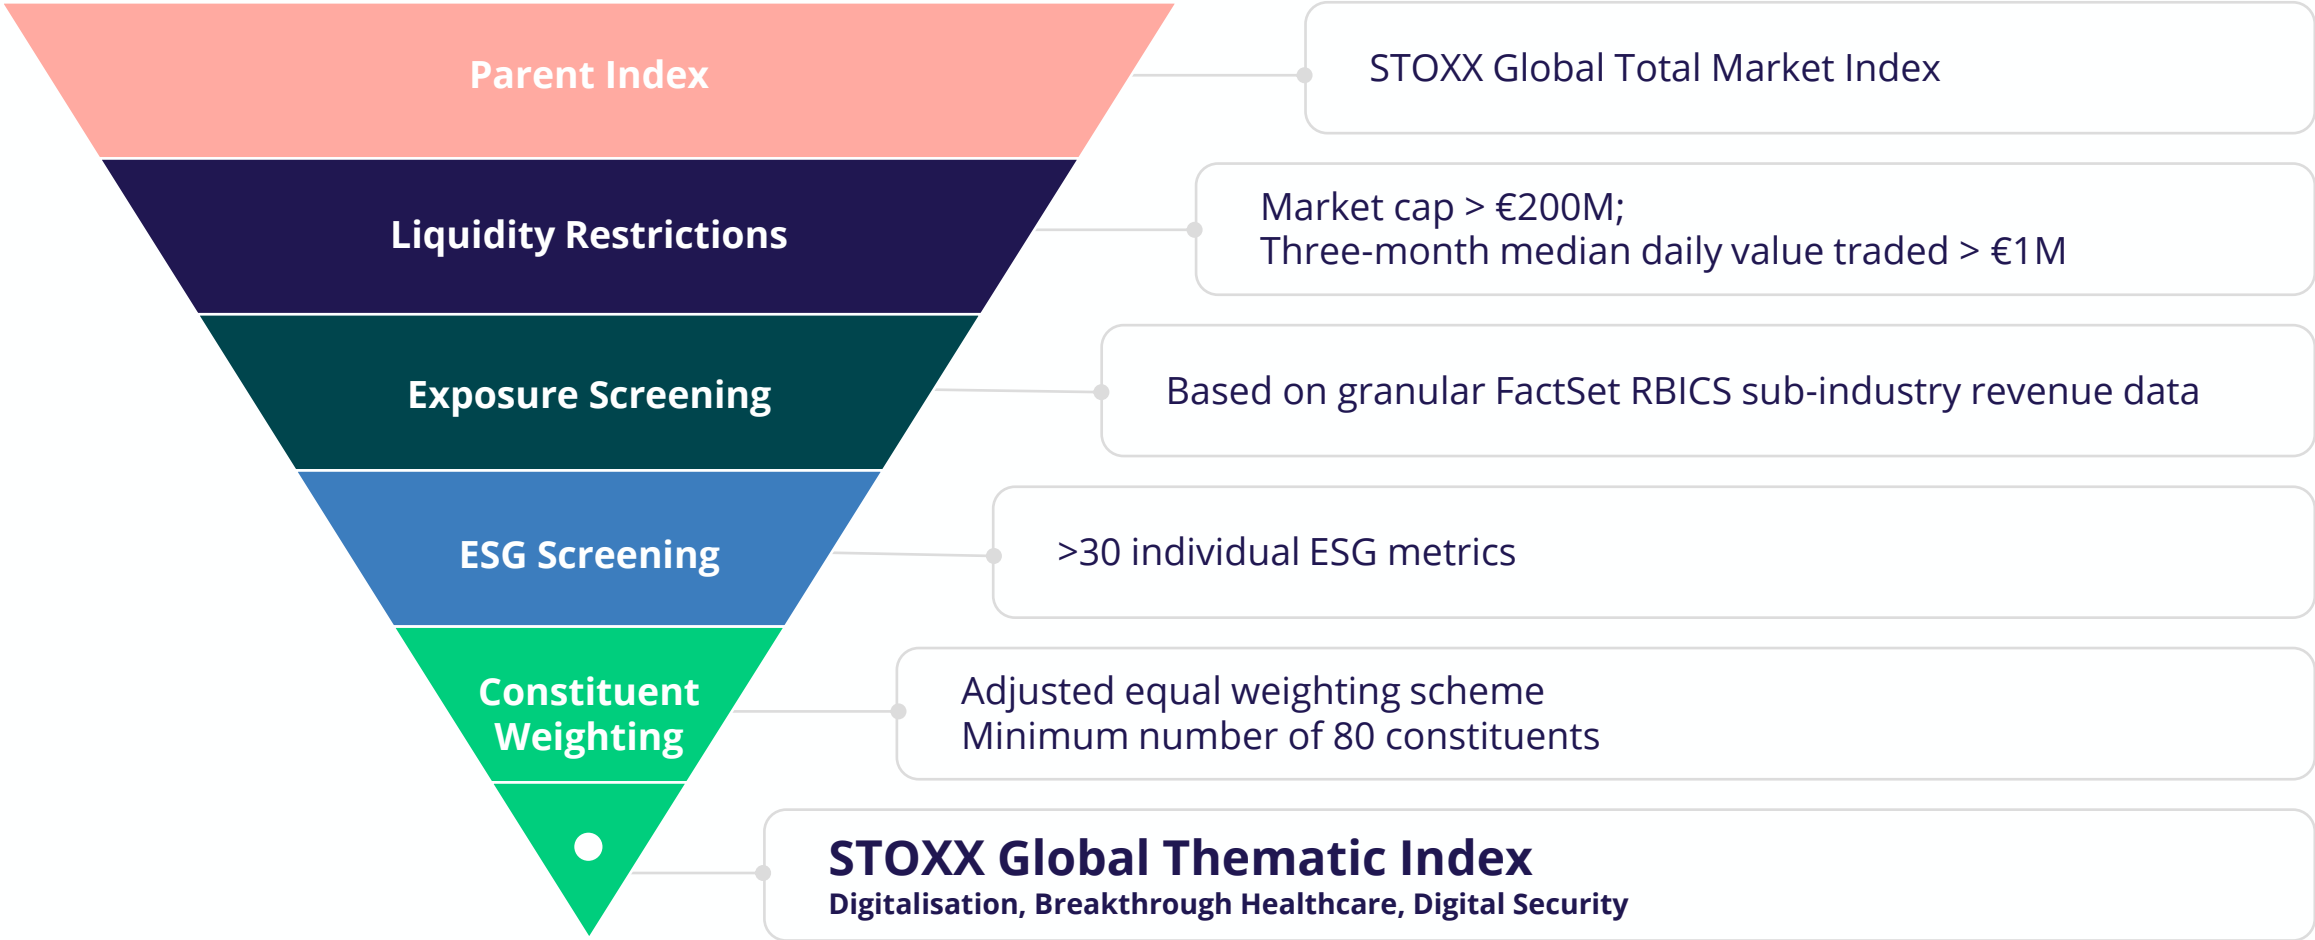 Parent Index
STOXX Global Total Market Index
Liquidity Restrictions
Market cap > €200M;
Three-month median daily value traded > €1M
Exposure Screening
Based on granular FactSet RBICS sub-industry revenue data
ESG Screening
>30 individual ESG metrics
Constituent
Weighting
Adjusted equal weighting scheme
Minimum number of 80 constituents
STOXX Global Thematic Index
Digitalisation, Breakthrough Healthcare, Digital Security